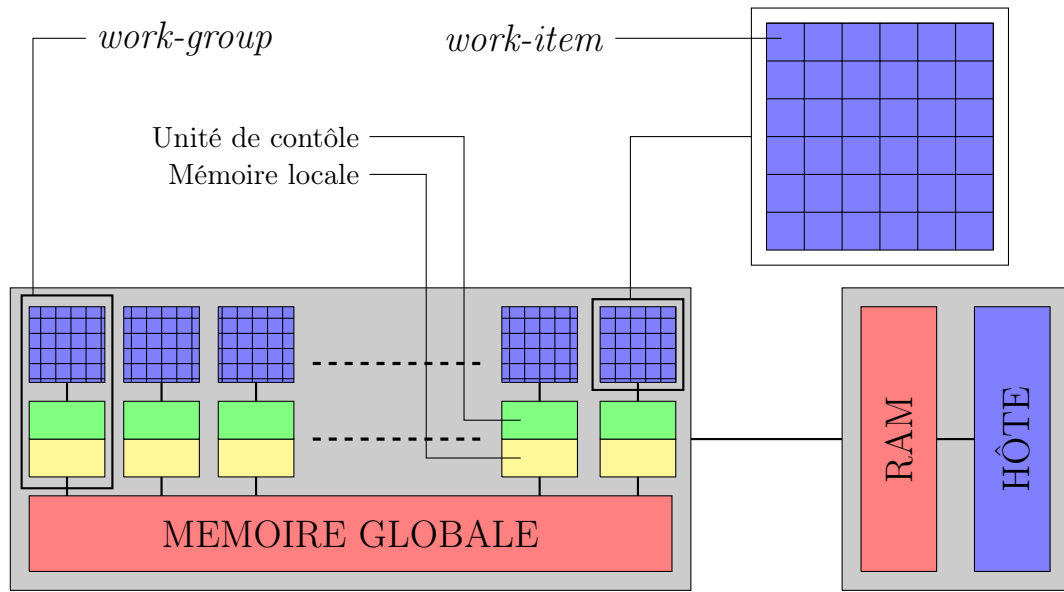 work-group
work-item
Unité de contôle
Mémoire locale
MEMOIRE GLOBALE
RAM
HÔTE